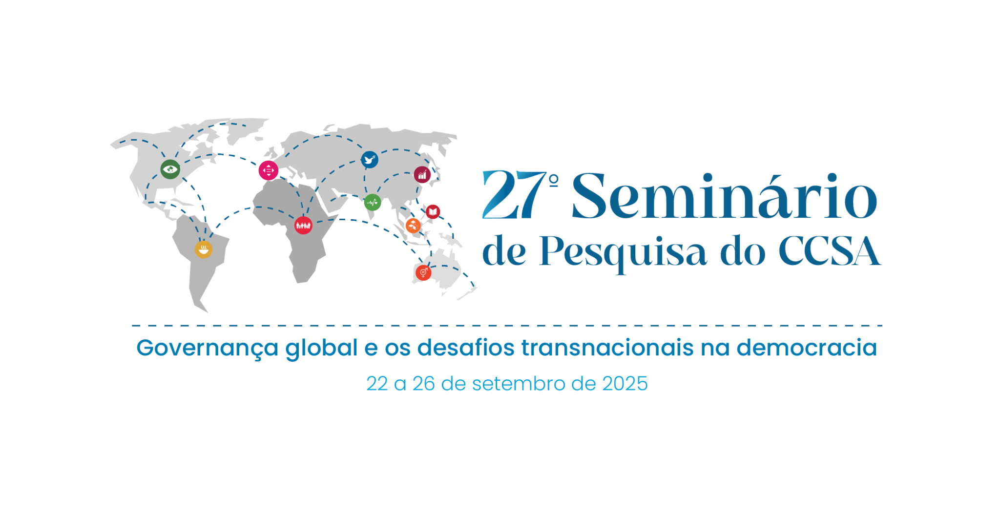 27º Seminário
de Pesquisa do CCSA
Governança global e os desafios transnacionais na democracia
22 a 26 de setembro de 2025